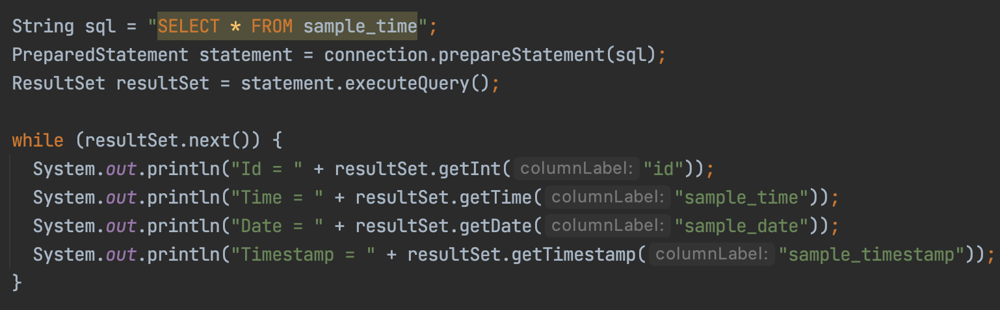 String sql = "SELECT * FROM sample_time";
PreparedStatement statement = connection.prepareStatement(sql);
ResultSet resultSet = statement.executeQuery();
while (resultSet.next()) {
System.out.println("Id = " + resultSet.getInt( columnLabel: "id"));
System.out.println("Time = " + resultSet.getTime( columnLabel: "sample_time"));
System.out.println("Date = " + resultSet.getDate( columnLabel: "sample_date"));
System.out.println("Timestamp = " + resultSet.getTimestamp( columnLabel: "sample_timestamp"));
}